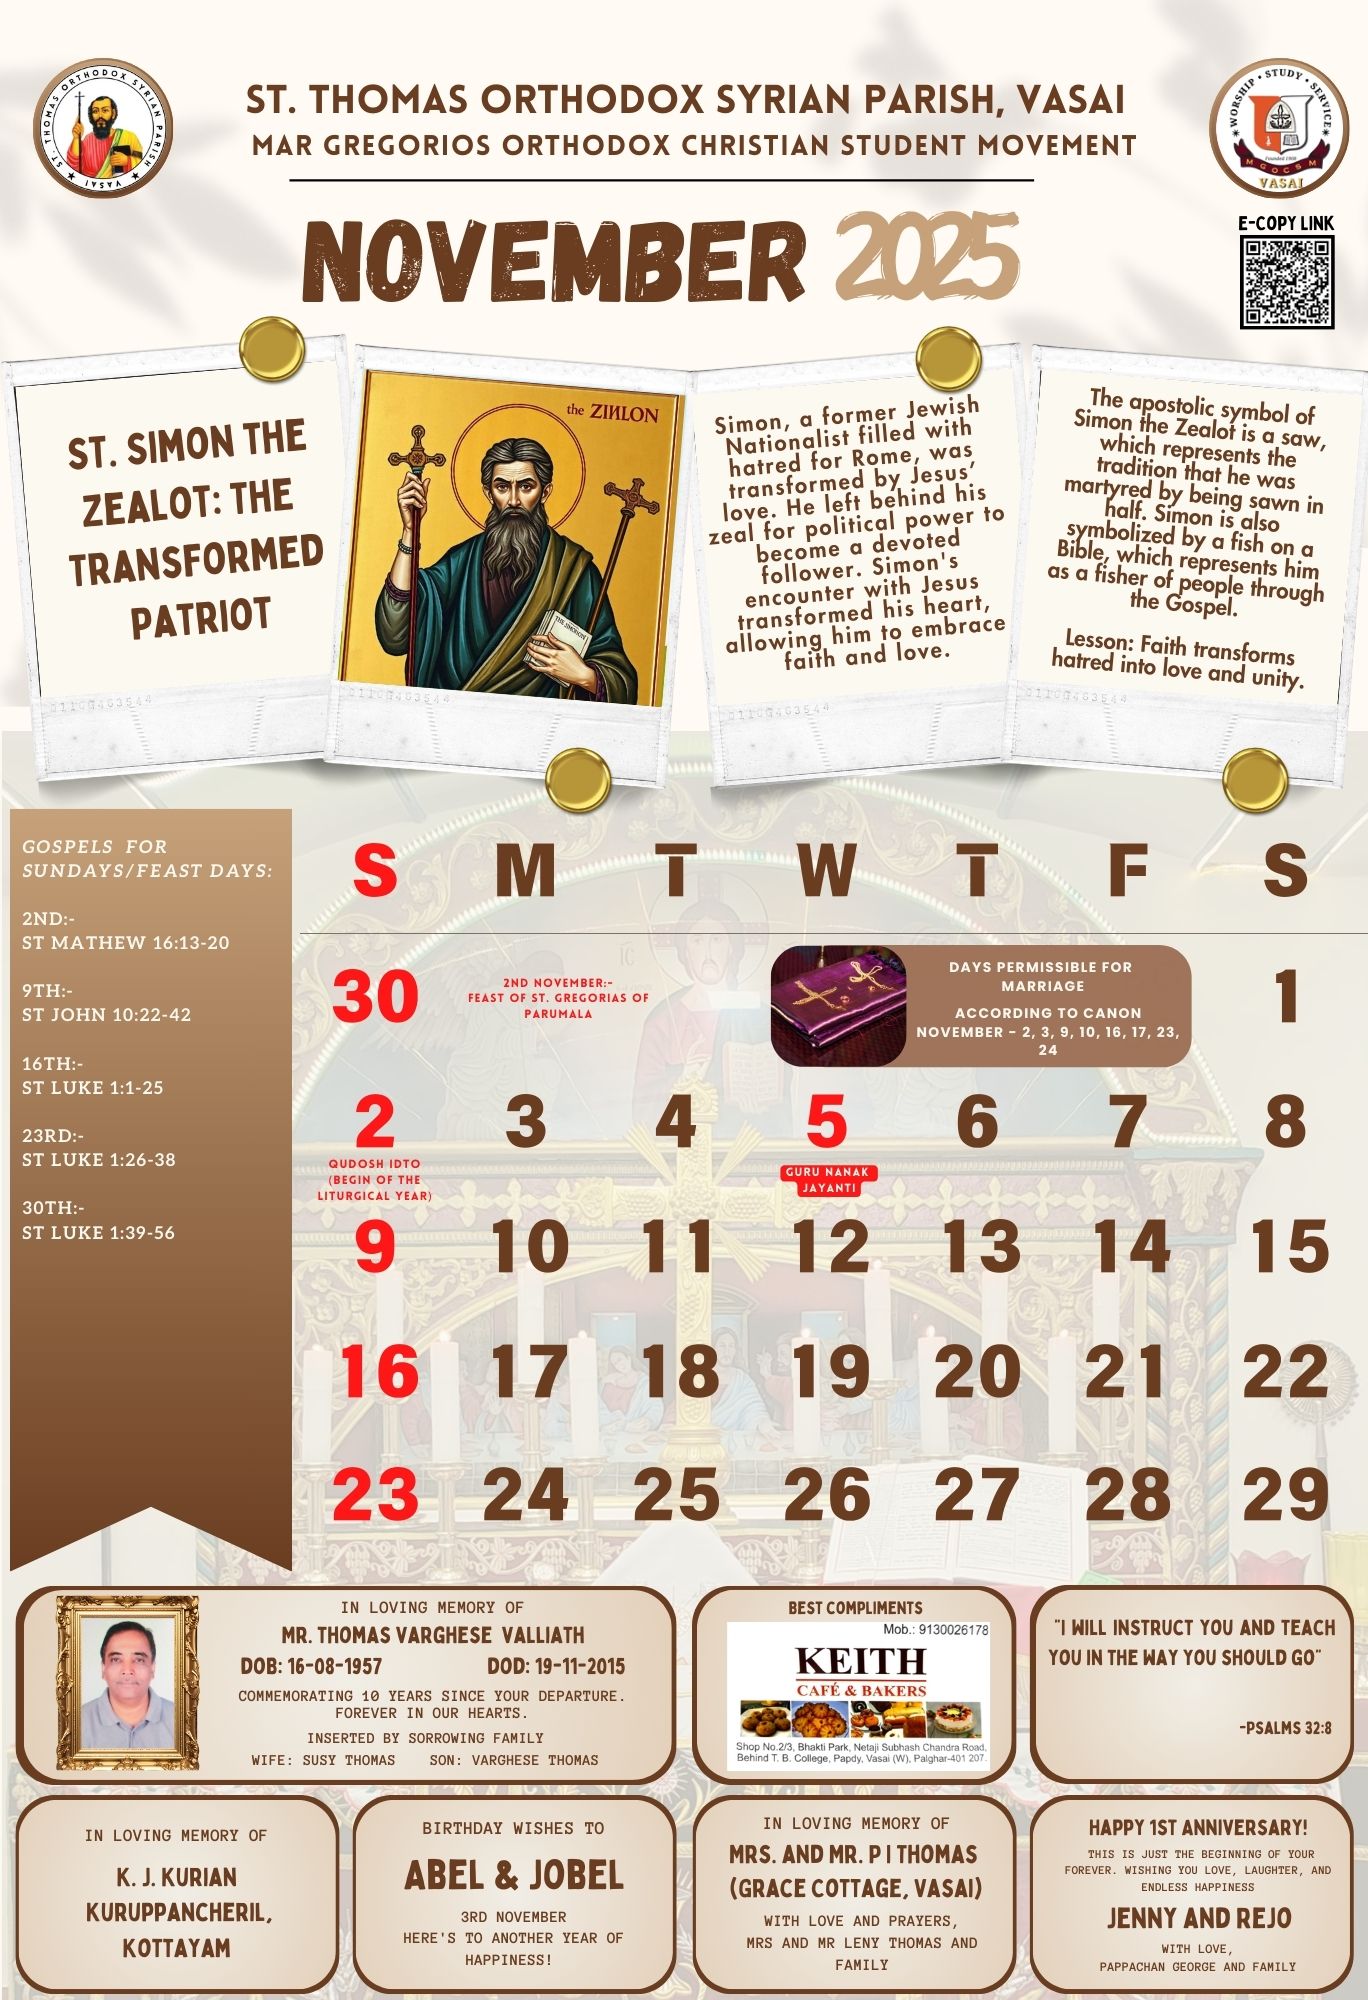 ST. THOMAS ORTHODOX SYRIAN PARISH
VASAI
ST. THOMAS ORTHODOX SYRIAN PARISH, VASAI
MAR GREGORIOS ORTHODOX CHRISTIAN STUDENT MOVEMENT
WORSHIP • STUDY • SERVICE
Founded 1908
MGOCSM
VASAI
NOVEMBER 2025
E-COPY LINK
ST. SIMON THE
ZEALOT: THE
TRANSFORMED
PATRIOT
the ZIИLON
Simon, a former Jewish
Nationalist filled with
hatred for Rome, was
transformed by Jesus'
love. He left behind his
zeal for political power to
become a devoted
follower. Simon's
encounter with Jesus
transformed his heart,
allowing him to embrace
faith and love.
The apostolic symbol of
Simon the Zealot is a saw,
which represents the
tradition that he was
martyred by being sawn in
half. Simon is also
symbolized by a fish on a
Bible, which represents him
as a fisher of people through
the Gospel.
Lesson: Faith transforms
hatred into love and unity.
GOSPELS FOR
SUNDAYS/FEAST DAYS:
2ND:-
ST MATHEW 16:13-20
9TH:-
ST JOHN 10:22-42
16TH:-
ST LUKE 1:1-25
23RD:-
ST LUKE 1:26-38
30TH:-
ST LUKE 1:39-56
S M T W T F S
30
2ND NOVEMBER:-
FEAST OF ST. GREGORIAS OF
PARUMALA
DAYS PERMISSIBLE FOR
MARRIAGE
ACCORDING TO CANON
NOVEMBER - 2, 3, 9, 10, 16, 17, 23,
24
1
2 3 4 5 6 7 8
QUDOSH IDTO
(BEGIN OF THE
LITURGICAL YEAR)
GURU NANAK
JAYANTI
9 10 11 12 13 14 15
16 17 18 19 20 21 22
23 24 25 26 27 28 29
IN LOVING MEMORY OF
MR. THOMAS VARGHESE VALLIATH
DOB: 16-08-1957 DOD: 19-11-2015
COMMEMORATING 10 YEARS SINCE YOUR DEPARTURE.
FOREVER IN OUR HEARTS.
INSERTED BY SORROWING FAMILY
WIFE: SUSY THOMAS SON: VARGHESE THOMAS
BEST COMPLIMENTS
Mob.: 9130026178
KEITH
CAFÉ & BAKERS
Shop No.2/3, Bhakti Park, Netaji Subhash Chandra Road,
Behind T. B. College, Papdy, Vasai (W), Palghar-401 207.
"I WILL INSTRUCT YOU AND TEACH
YOU IN THE WAY YOU SHOULD GO"
-PSALMS 32:8
IN LOVING MEMORY OF
K. J. KURIAN
KURUPPANCHERIL,
KOTTAYAM
BIRTHDAY WISHES TO
ABEL & JOBEL
3RD NOVEMBER
HERE'S TO ANOTHER YEAR OF
HAPPINESS!
IN LOVING MEMORY OF
MRS. AND MR. P I THOMAS
(GRACE COTTAGE, VASAI)
WITH LOVE AND PRAYERS,
MRS AND MR LENY THOMAS AND
FAMILY
HAPPY 1ST ANNIVERSARY!
THIS IS JUST THE BEGINNING OF YOUR
FOREVER. WISHING YOU LOVE, LAUGHTER, AND
ENDLESS HAPPINESS
JENNY AND REJO
WITH LOVE,
PAPPACHAN GEORGE AND FAMILY